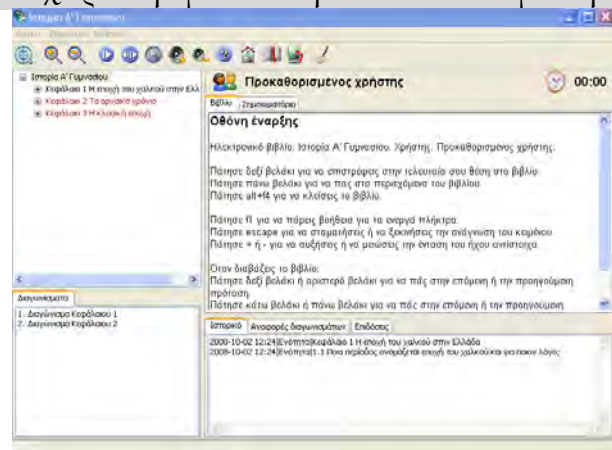 Ιστορία Α' Γυμνασίου
Ιστορία Α' Γυμνασίου
Κεφάλαιο 1 Η εποχή του χαλκού στην Ελλ
Κεφάλαιο 2 Τα αρχαϊκά χρόνια
Κεφάλαιο 3 Η κλασική εποχή
Προκαθορισμένος χρήστης
00:00
Βιβλίο Σημειωματάριο
Οθόνη έναρξης
Ηλεκτρονικό βιβλίο: Ιστορία Α' Γυμνασίου. Χρήστης: Προκαθορισμένος χρήστης.
Πάτησε δεξί βελάκι για να επιστρέψεις στην τελευταία σου θέση στο βιβλίο.
Πάτησε πάνω βελάκι για να πας στα περιεχόμενα του βιβλίου
Πάτησε alt+f4 για να κλείσεις το βιβλίο.
Πάτησε f1 για να πάρεις βοήθεια για τα ενεργά πλήκτρα.
Πάτησε escape για να σταματήσεις ή να ξεκινήσεις την ανάγνωση του κειμένου.
Πάτησε + ή - για να αυξήσεις ή να μειώσεις την ένταση του ήχου αντίστοιχα.
Όταν διαβάζεις το βιβλίο:
Πάτησε δεξί βελάκι ή αριστερό βελάκι για να πάς στην επόμενη ή την προηγούμενη
πρόταση.
Πάτησε κάτω βελάκι ή πάνω βελάκι για να πάς στην επόμενη ή την προηγούμενη
Διαγωνίσματα
1. Διαγώνισμα Κεφάλαιου 1
2. Διαγώνισμα Κεφάλαιου 2
Ιστορικό Αναφορές διαγωνισμάτων Επιδόσεις
2008-10-02 12:24|Ενότητα|Κεφάλαιο 1 Η εποχή του χαλκού στην Ελλάδα
2008-10-02 12:24|Ενότητα|1.1 Ποια περίοδος ονομάζεται εποχή του χαλκού και για ποιον λόγο;